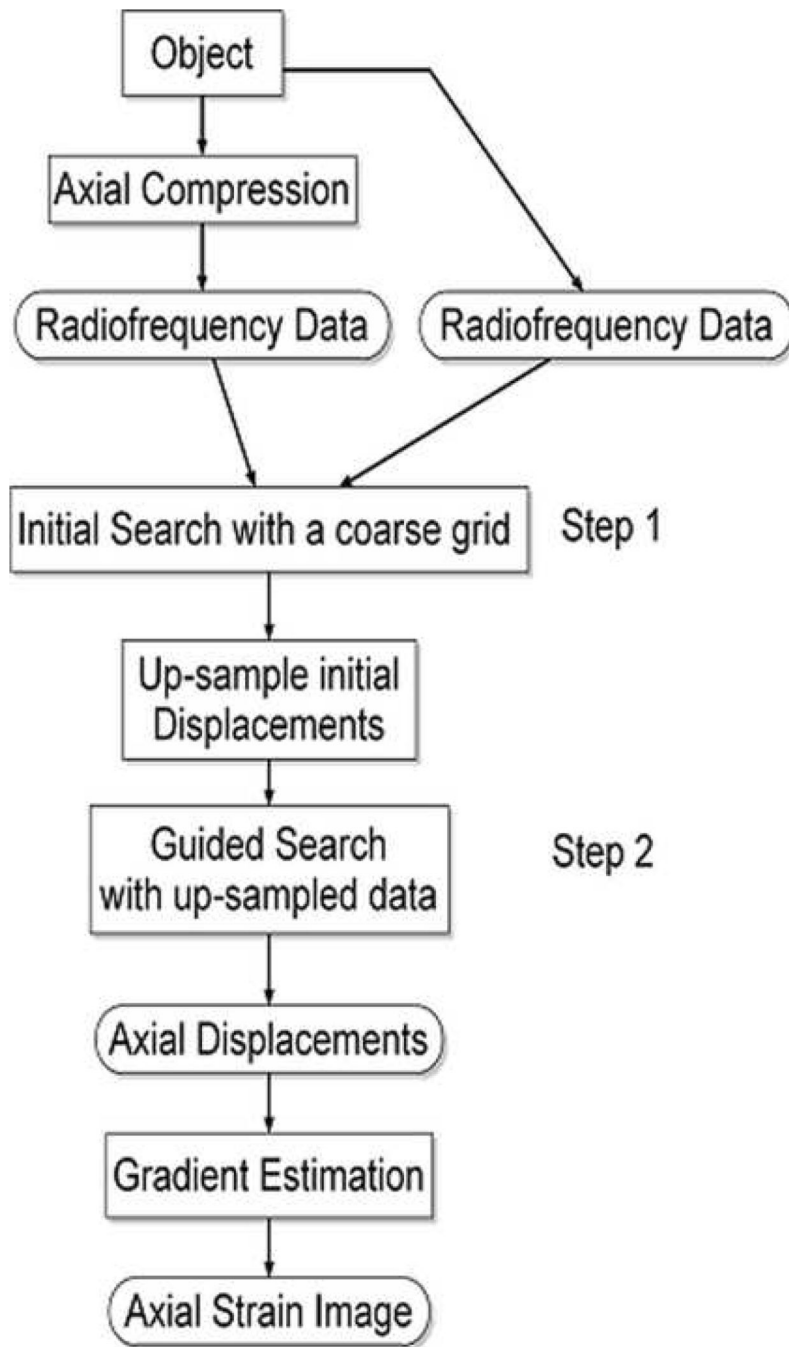 Object
Axial Compression
Radiofrequency Data
Radiofrequency Data
Initial Search with a coarse grid
Step 1
Up-sample initial
Displacements
Guided Search
with up-sampled data
Step 2
Axial Displacements
Gradient Estimation
Axial Strain Image